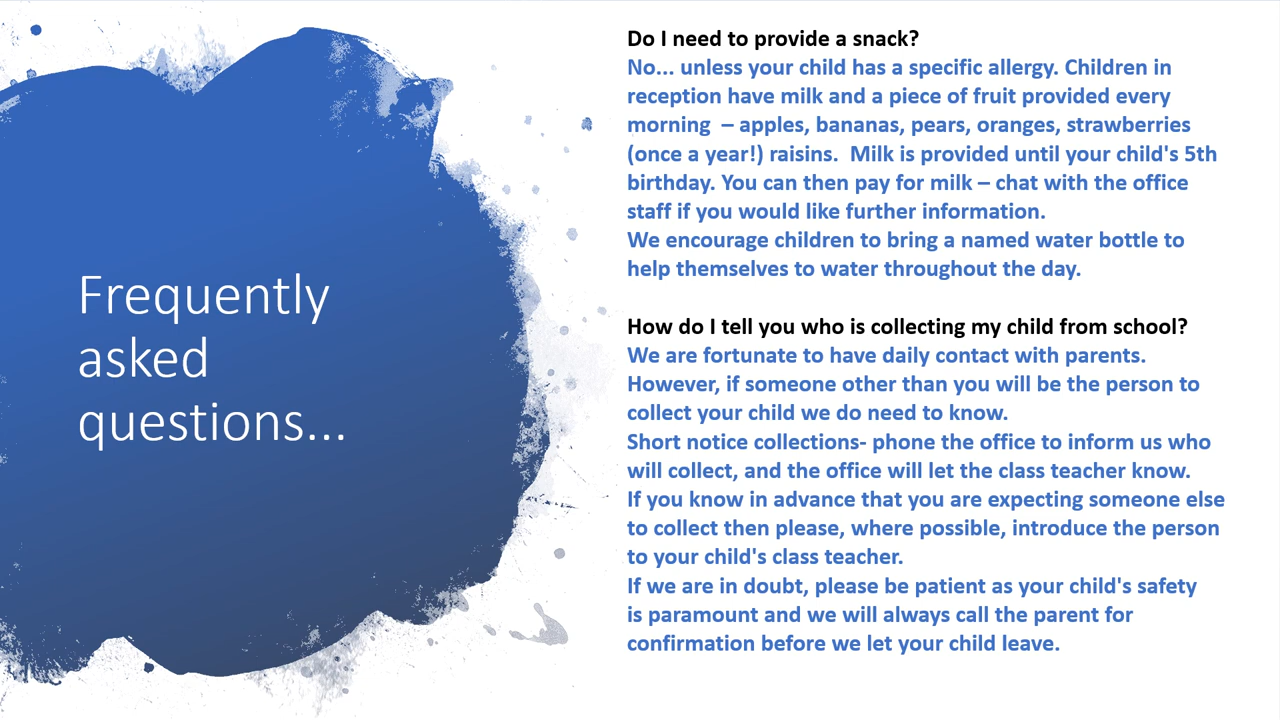 Frequently
asked
questions...
Do I need to provide a snack?
No... unless your child has a specific allergy. Children in
reception have milk and a piece of fruit provided every
morning  – apples, bananas, pears, oranges, strawberries
(once a year!) raisins.  Milk is provided until your child's 5th
birthday. You can then pay for milk – chat with the office
staff if you would like further information.
We encourage children to bring a named water bottle to
help themselves to water throughout the day.
How do I tell you who is collecting my child from school?
We are fortunate to have daily contact with parents.
However, if someone other than you will be the person to
collect your child we do need to know.
Short notice collections- phone the office to inform us who
will collect, and the office will let the class teacher know.
If you know in advance that you are expecting someone else
to collect then please, where possible, introduce the person
to your child's class teacher.
If we are in doubt, please be patient as your child's safety
is paramount and we will always call the parent for
confirmation before we let your child leave.